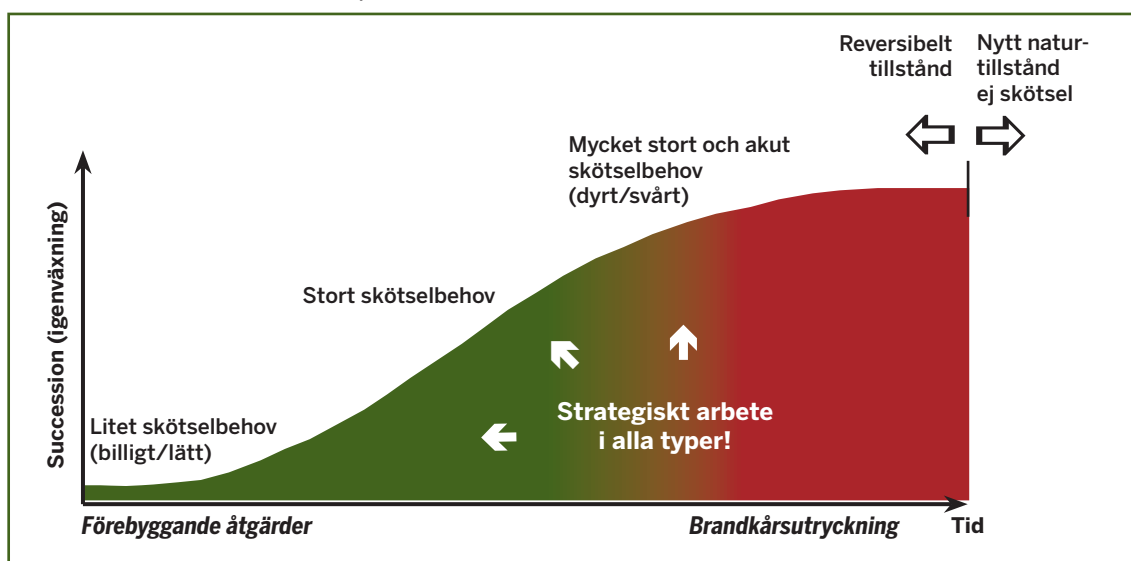 Reversibelt
tillstånd
Nytt natur-
tillstånd
ej skötsel
Mycket stort och akut
skötselbehov
(dyrt/svårt)
Stort skötselbehov
Litet skötselbehov
(billigt/lätt)
Succession (igenväxning)
Strategiskt arbete
i alla typer!
Förebyggande åtgärder
Brandkårsutryckning
Tid